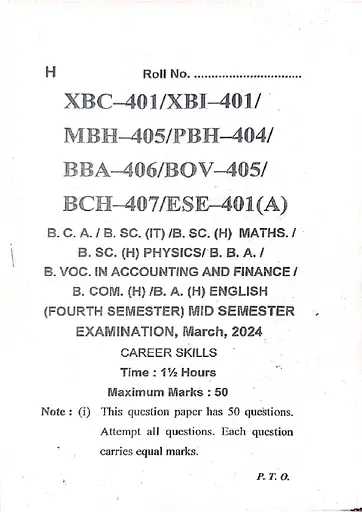 H Roll No. ................................
XBC–401/XBI–401/
MBH–405/PBH–404/
BBA–406/BOV–405/
BCH–407/ESE–401(A)
B. C. A. / B. SC. (IT) /B. SC. (H) MATHS. /
B. SC. (H) PHYSICS/ B. B. A. /
B. VOC. IN ACCOUNTING AND FINANCE /
B. COM. (H) /B. A. (H) ENGLISH
(FOURTH SEMESTER) MID SEMESTER
EXAMINATION, March, 2024
CAREER SKILLS
Time : 1½ Hours
Maximum Marks : 50
Note : (i) This question paper has 50 questions.
Attempt all questions. Each question
carries equal marks.
P. T. O.